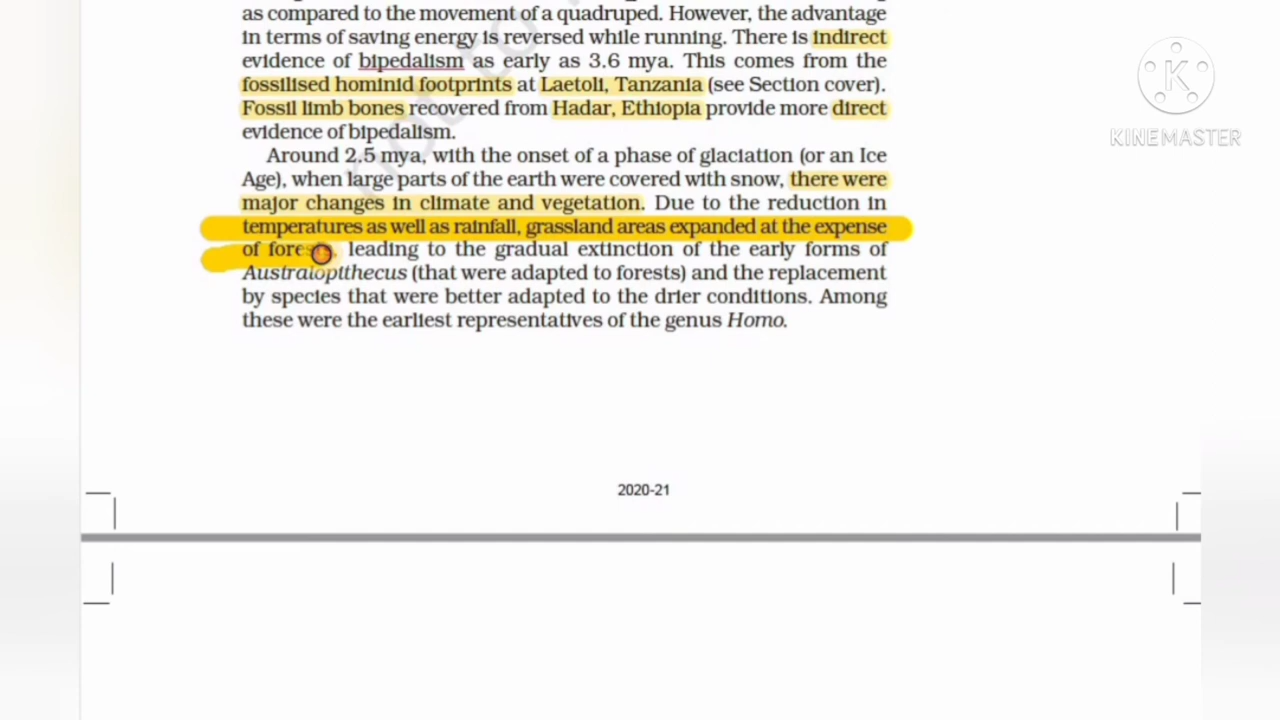 as compared to the movement of a quadruped. However, the advantage
in terms of saving energy is reversed while running. There is indirect
evidence of bipedalism as early as 3.6 mya. This comes from the
fossilised hominid footprints at Laetoli, Tanzania (see Section cover).
Fossil limb bones recovered from Hadar, Ethiopia provide more direct
evidence of bipedalism.
Around 2.5 mya, with the onset of a phase of glaciation (or an Ice
Age), when large parts of the earth were covered with snow, there were
major changes in climate and vegetation. Due to the reduction in
temperatures as well as rainfall, grassland areas expanded at the expense
of forests leading to the gradual extinction of the early forms of
Australopithecus (that were adapted to forests) and the replacement
by species that were better adapted to the drier conditions. Among
these were the earliest representatives of the genus Homo.
2020-21
not to
K
KINEMASTER